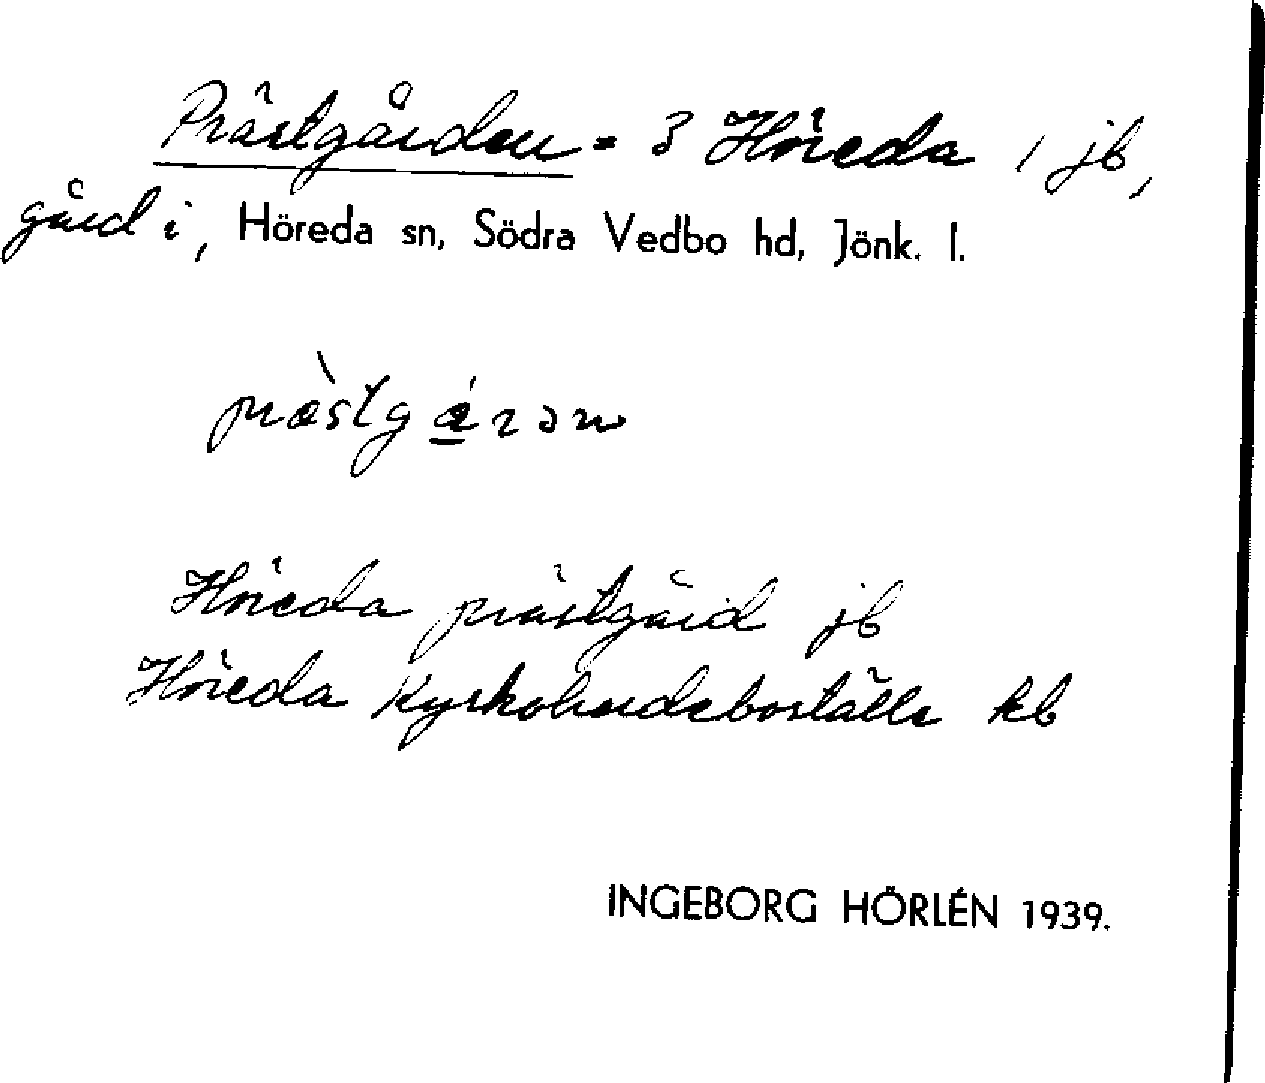 Prästgården = 3 Höreda 1 jb,
gård i, Höreda sn, Södra Vedbo hd, Jönk. l.
Höreda prästgård jb
Höreda Kyrkoherdeboställe kb
INGEBORG HÖRLÉN 1939.